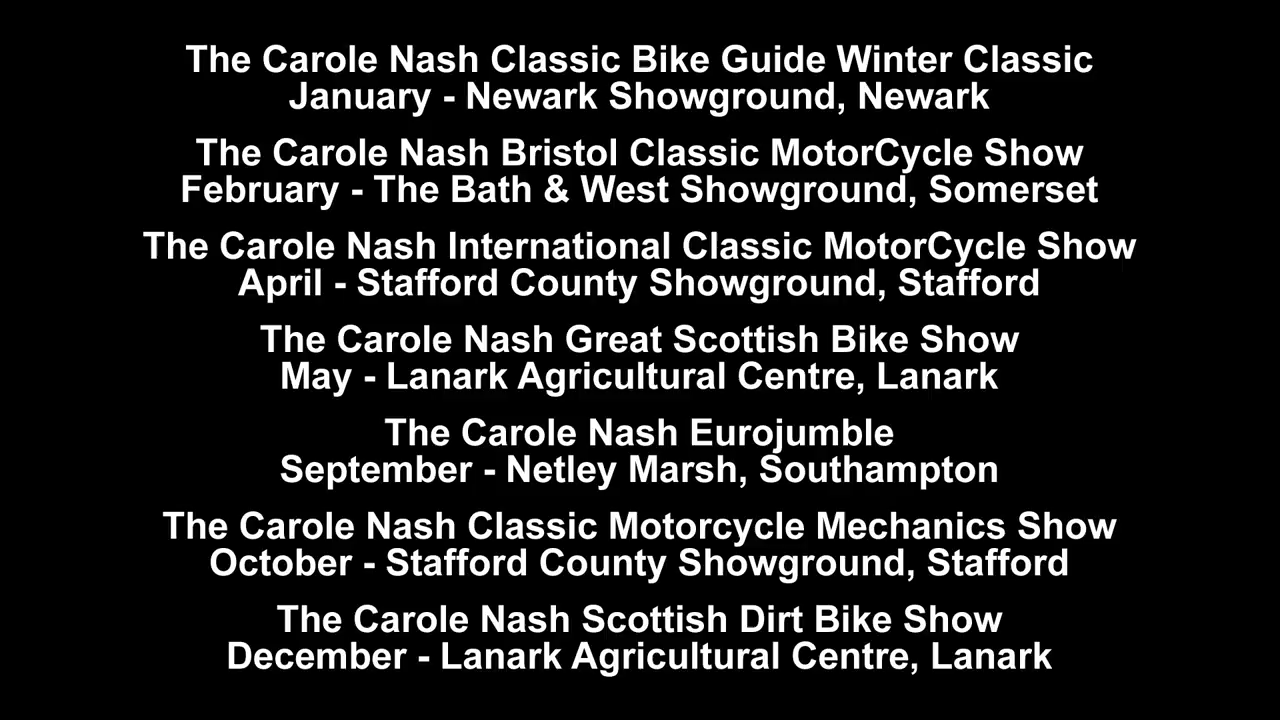 The Carole Nash Classic Bike Guide Winter Classic
January - Newark Showground, Newark
The Carole Nash Bristol Classic MotorCycle Show
February - The Bath & West Showground, Somerset
The Carole Nash International Classic MotorCycle Show
April - Stafford County Showground, Stafford
The Carole Nash Great Scottish Bike Show
May - Lanark Agricultural Centre, Lanark
The Carole Nash Eurojumble
September - Netley Marsh, Southampton
The Carole Nash Classic Motorcycle Mechanics Show
October - Stafford County Showground, Stafford
The Carole Nash Scottish Dirt Bike Show
December - Lanark Agricultural Centre, Lanark